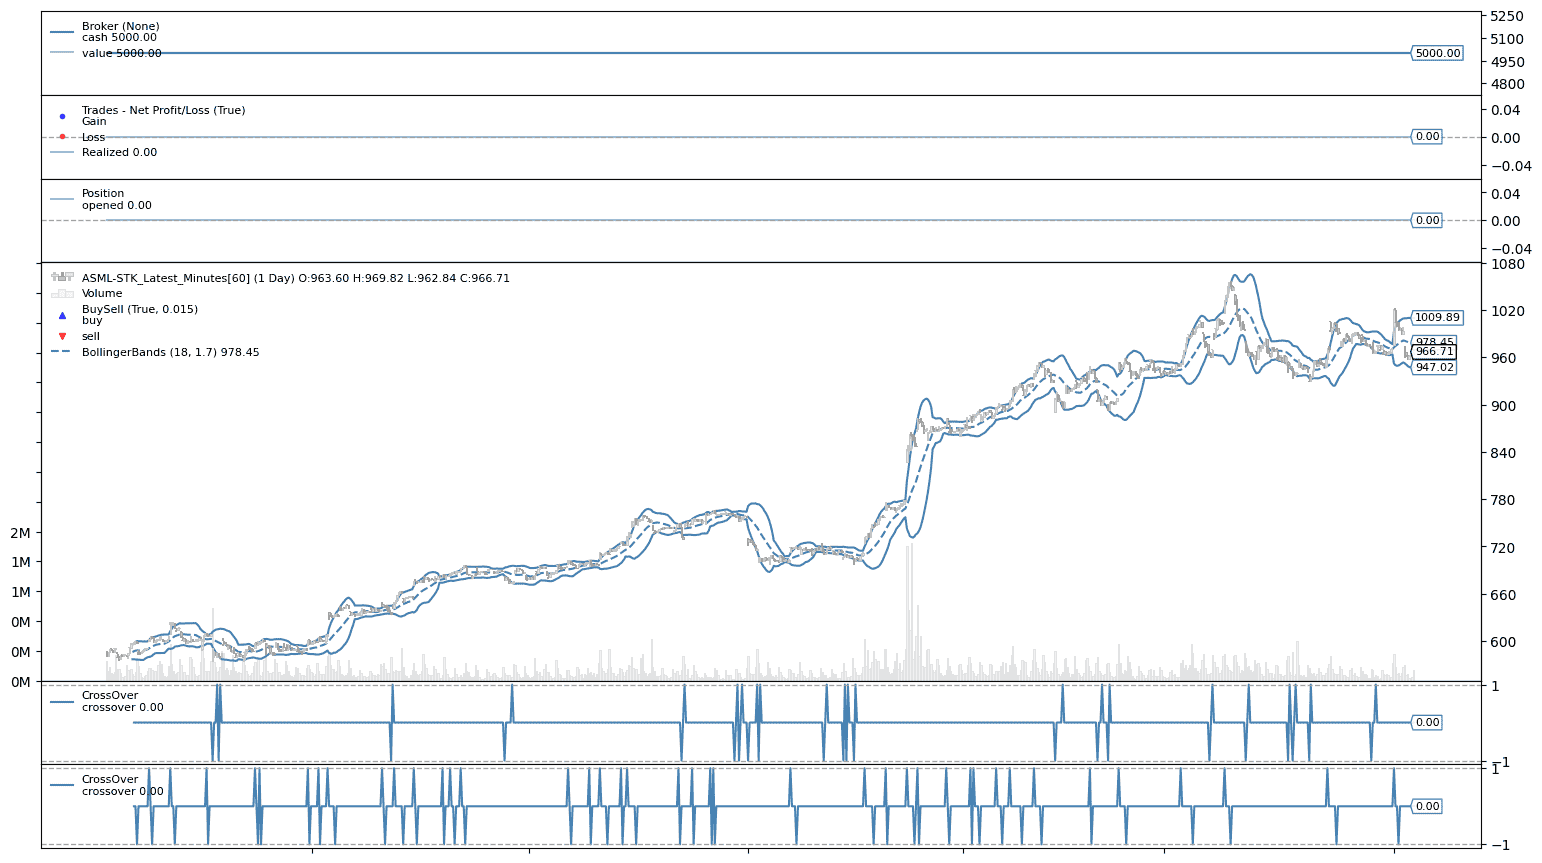 Broker (None)
cash 5000.00
value 5000.00
5250
5100
4950
4800
5000.00
Trades - Net Profit/Loss (True)
Gain
Loss
Realized 0.00
0.04
0.00
−0.04
0.00
Position
opened 0.00
0.04
0.00
−0.04
0.00
ASML-STK_Latest_Minutes[60] (1 Day) O:963.60 H:969.82 L:962.84 C:966.71
Volume
BuySell (True, 0.015)
buy
sell
BollingerBands (18, 1.7) 978.45
1080
1020
960
900
840
780
720
660
600
1009.89
978.45
966.71
947.02
2M
1M
1M
0M
0M
0M
CrossOver
crossover 0.00
1
−1
0.00
CrossOver
crossover 0.00
1
−1
0.00